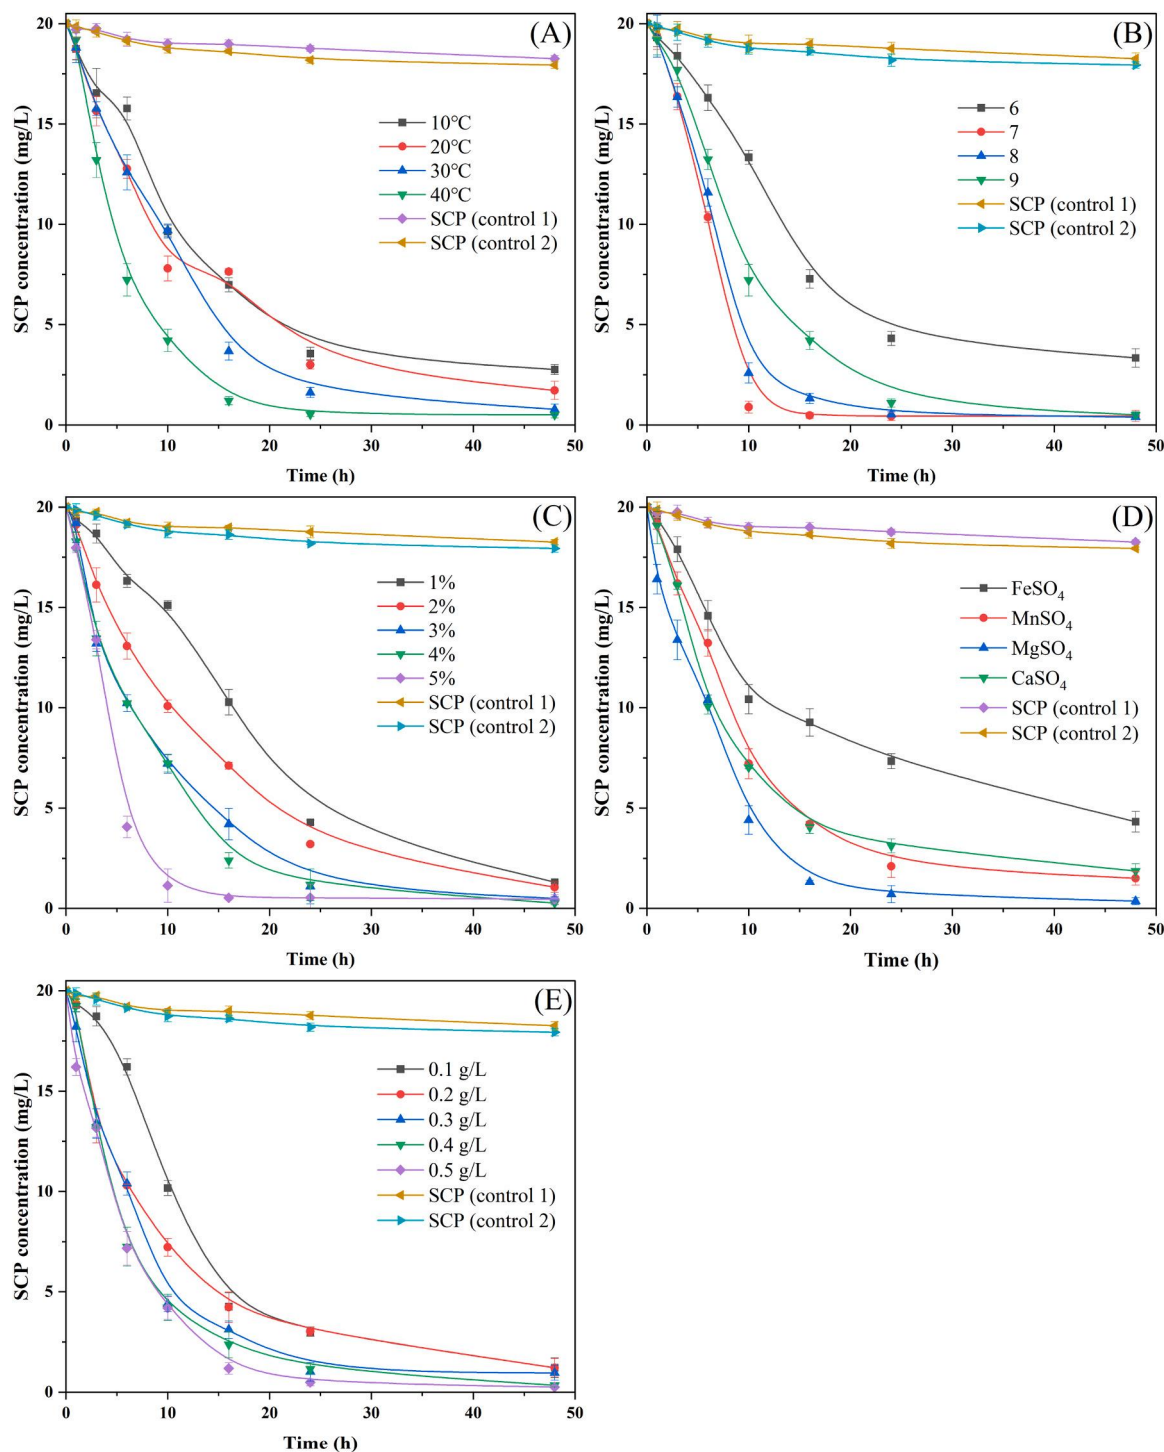 (A)
SCP concentration (mg/L)
20
15
10
5
0
10℃
20℃
30℃
40℃
SCP (control 1)
SCP (control 2)
0 10 20 30 40 50
Time (h)
(B)
SCP concentration (mg/L)
20
15
10
5
0
6
7
8
9
SCP (control 1)
SCP (control 2)
0 10 20 30 40 50
Time (h)
(C)
SCP concentration (mg/L)
20
15
10
5
0
1%
2%
3%
4%
5%
SCP (control 1)
SCP (control 2)
0 10 20 30 40 50
Time (h)
(D)
SCP concentration (mg/L)
20
15
10
5
0
FeSO₄
MnSO₄
MgSO₄
CaSO₄
SCP (control 1)
SCP (control 2)
0 10 20 30 40 50
Time (h)
(E)
SCP concentration (mg/L)
20
15
10
5
0
0.1 g/L
0.2 g/L
0.3 g/L
0.4 g/L
0.5 g/L
SCP (control 1)
SCP (control 2)
0 10 20 30 40 50
Time (h)